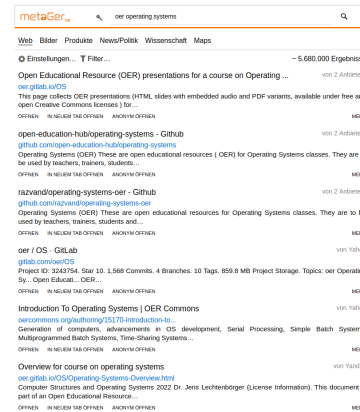 metaGer oer operating systems
Web Bilder Produkte News/Politik Wissenschaft Maps
Einstellungen... Filter... ~ 5.680.000 Ergebniss
Open Educational Resource (OER) presentations for a course on Operating ... von 2 Anbiete
oer.gitlab.io/OS
This page collects OER presentations (HTML slides with embedded audio and PDF variants, available under free an
open Creative Commons licenses ) for...
ÖFFNEN IN NEUEM TAB ÖFFNEN ANONYM ÖFFNEN ME
open-education-hub/operating-systems - Github von 2 Anbiete
github.com/open-education-hub/operating-systems
Operating Systems (OER) These are open educational resources ( OER) for Operating Systems classes. They are
be used by teachers, trainers, students...
ÖFFNEN IN NEUEM TAB ÖFFNEN ANONYM ÖFFNEN ME
razvand/operating-systems-oer - Github von 2 Anbiete
github.com/razvand/operating-systems-oer
Operating Systems (OER) These are open educational resources for Operating Systems classes. They are to
used by teachers, trainers, students and...
ÖFFNEN IN NEUEM TAB ÖFFNEN ANONYM ÖFFNEN ME
oer / OS · GitLab von Yah
gitlab.com/oer/OS
Project ID: 3243754. Star 10. 1,568 Commits. 4 Branches. 10 Tags. 859.8 MB Project Storage. Topics: oer Operati
Sy... Open Educati... OER...
ÖFFNEN IN NEUEM TAB ÖFFNEN ANONYM ÖFFNEN ME
Introduction To Operating Systems | OER Commons von Yah
oercommons.org/authoring/15170-introduction-to...
Generation of computers, advancements in OS development, Serial Processing, Simple Batch System
Multiprogrammed Batch Systems, Time-Sharing Systems...
ÖFFNEN IN NEUEM TAB ÖFFNEN ANONYM ÖFFNEN ME
Overview for course on operating systems von Yand
oer.gitlab.io/OS/Operating-Systems-Overview.html
Computer Structures and Operating Systems 2022 Dr. Jens Lechtenbörger (License Information). This document
part of an Open Educational Resource...
ÖFFNEN IN NEUEM TAB ÖFFNEN ANONYM ÖFFNEN ME